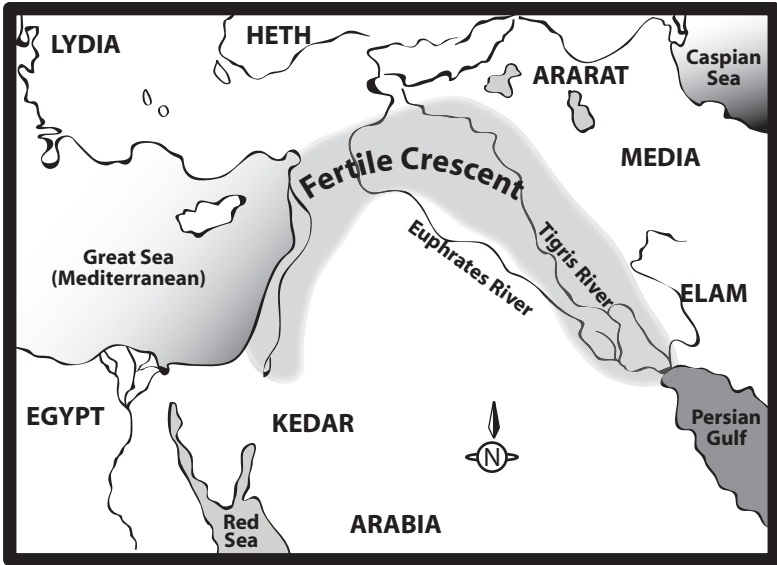 LYDIA
HETH
Caspian
Sea
ARARAT
MEDIA
Fertile Crescent
Great Sea
(Mediterranean)
Euphrates River
Tigris River
ELAM
EGYPT
KEDAR
Persian
Gulf
N
Red
Sea
ARABIA